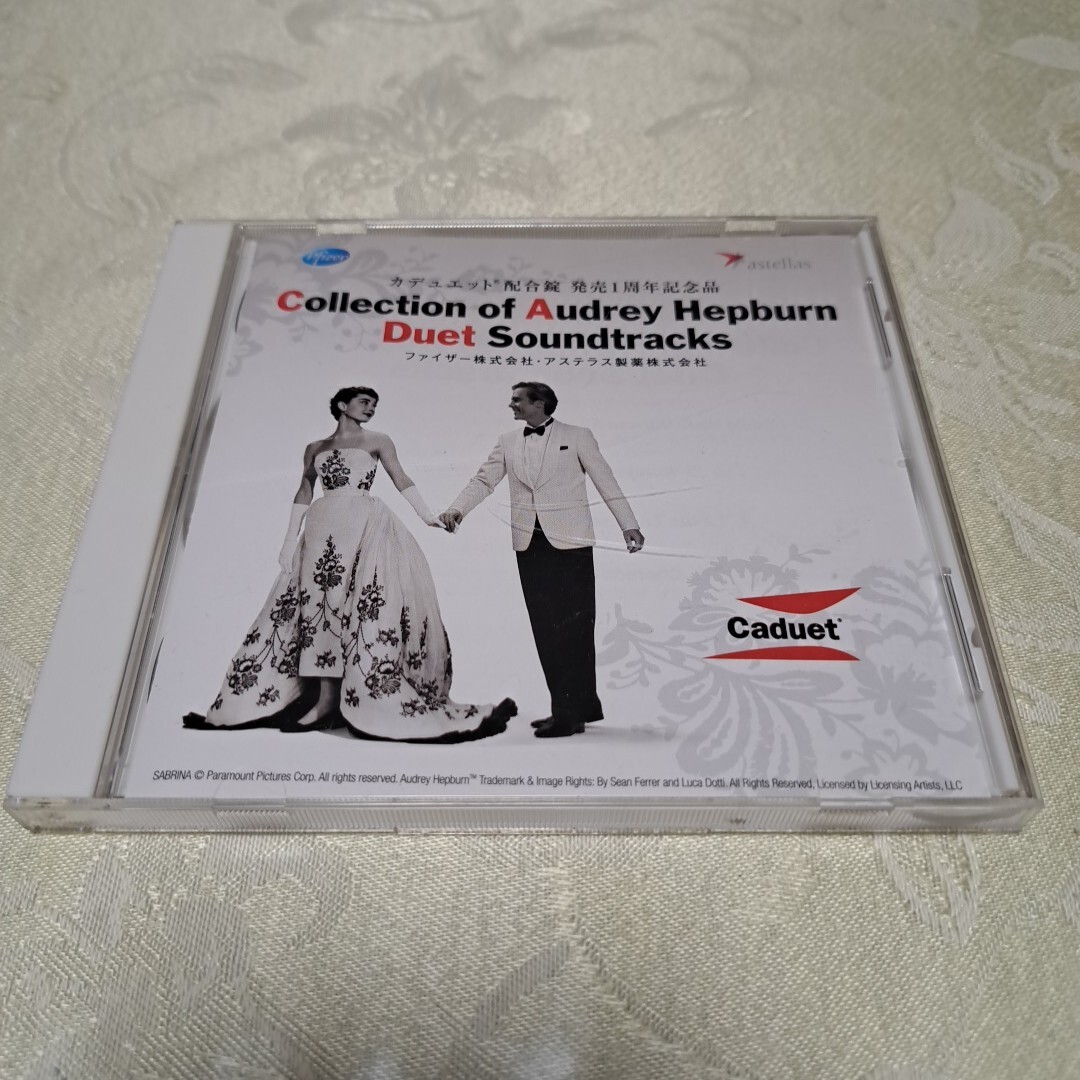 Pfizer
astellas
カデュエット®配合錠 発売1周年記念品
Collection of Audrey Hepburn
Duet Soundtracks
ファイザー株式会社・アステラス製薬株式会社
Caduet®
SABRINA © Paramount Pictures Corp. All rights reserved. Audrey Hepburn™ Trademark & Image Rights: By Sean Ferrer and Luca Dotti. All Rights Reserved. Licensed by Licensing Artists, LLC